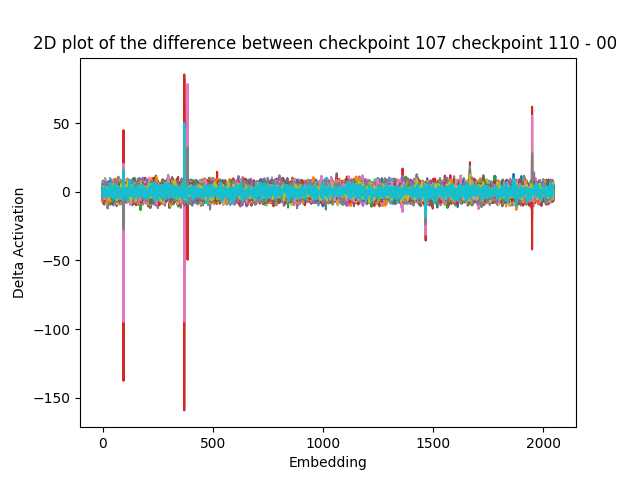 2D plot of the difference between checkpoint 107 checkpoint 110 - 00
50
0
−50
−100
−150
Delta Activation
0 500 1000 1500 2000
Embedding